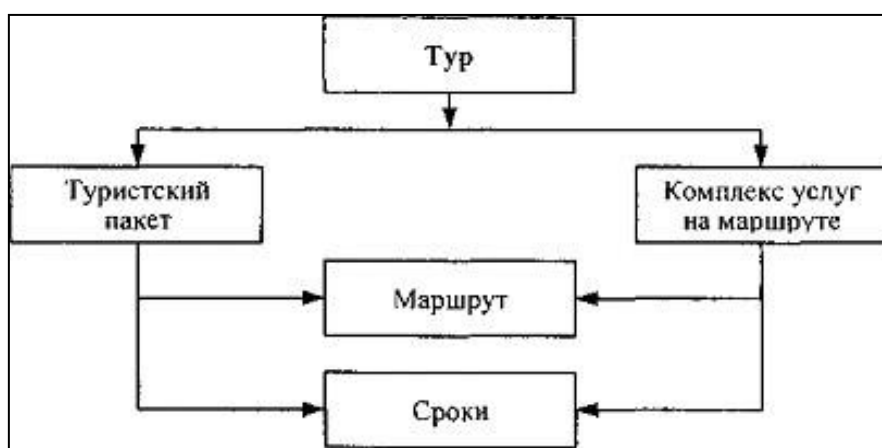 Тур
Туристский
пакет
Комплекс услуг
на маршруте
Маршрут
Сроки